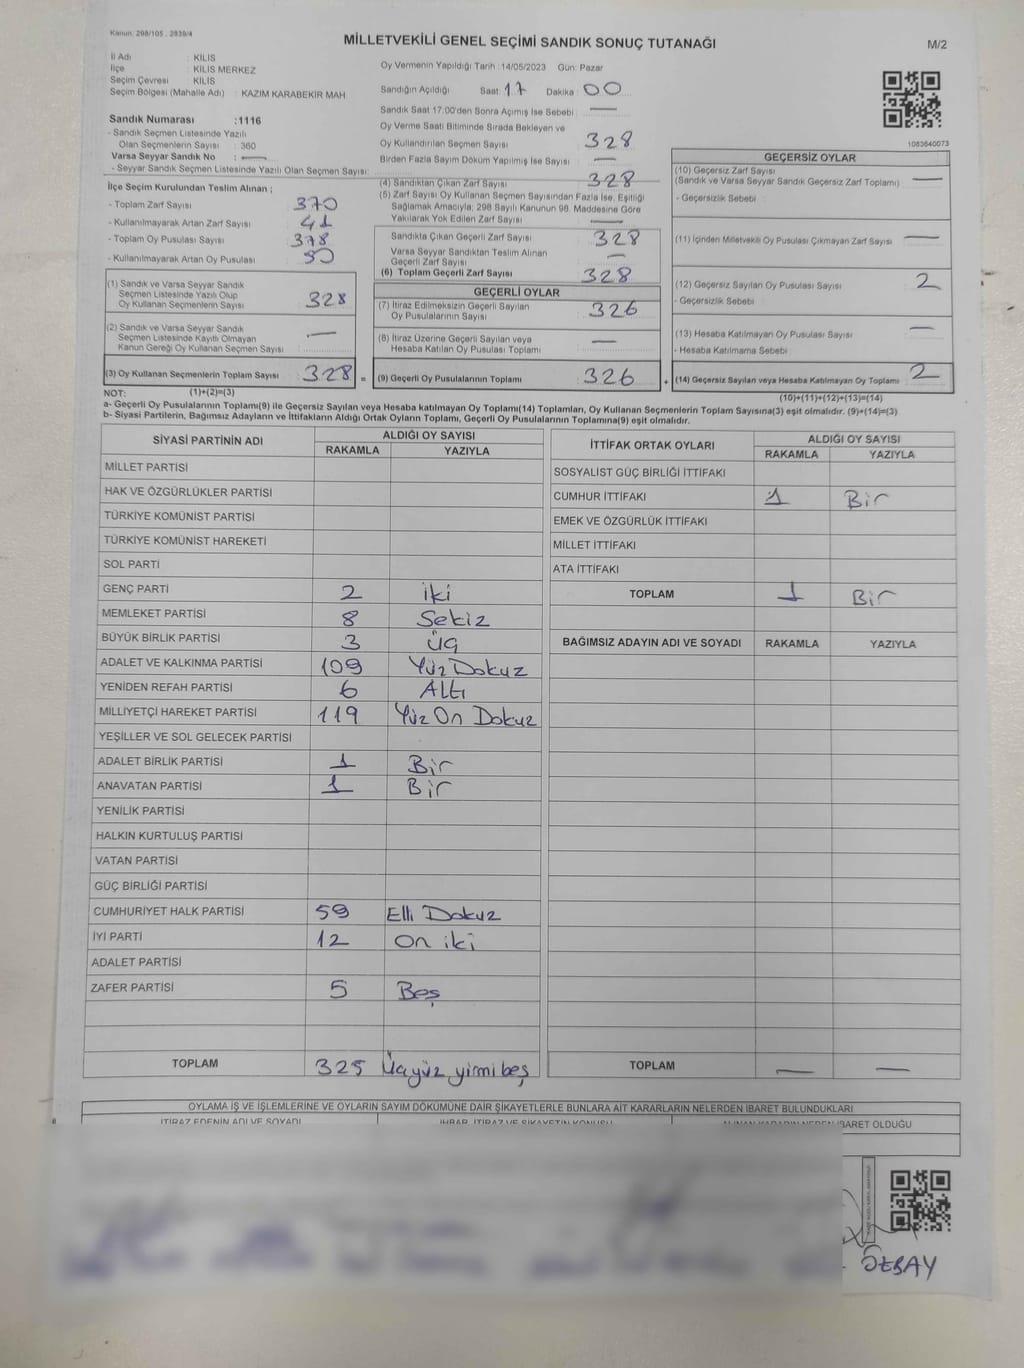 Kanun: 298/105 . 2839/4
MİLLETVEKİLİ GENEL SEÇİMİ SANDIK SONUÇ TUTANAĞI
M/2
İl Adı : KİLİS
İlçe : KİLİS MERKEZ
Seçim Çevresi : KİLİS
Seçim Bölgesi (Mahalle Adı) : KAZIM KARABEKİR MAH.
Sandık Numarası :1116
- Sandık Seçmen Listesinde Yazılı
Olan Seçmenlerin Sayısı : 360
Varsa Seyyar Sandık No : —
- Seyyar Sandık Seçmen Listesinde Yazılı Olan Seçmen Sayısı:
Oy Vermenin Yapıldığı Tarih :14/05/2023 Gün: Pazar
Sandığın Açıldığı Saat: 17 Dakika: 00
Sandık Saat 17:00'den Sonra Açımış İse Sebebi : —
Oy Verme Saati Bitiminde Sırada Bekleyen ve
Oy Kullandırılan Seçmen Sayısı : 328
Birden Fazla Sayım Döküm Yapılmış İse Sayısı : —
1083640073
İlçe Seçim Kurulundan Teslim Alınan ;
- Toplam Zarf Sayısı : 370
- Kullanılmayarak Artan Zarf Sayısı : 41
- Toplam Oy Pusulası Sayısı : 378
- Kullanılmayarak Artan Oy Pusulası : 50
(1) Sandık ve Varsa Seyyar Sandık
Seçmen Listesinde Yazılı Olup
Oy Kullanan Seçmenlerin Sayısı : 328
(2) Sandık ve Varsa Seyyar Sandık
Seçmen Listesinde Kayıtlı Olmayan
Kanun Gereği Oy Kullanan Seçmen Sayısı : —
(3) Oy Kullanan Seçmenlerin Toplam Sayısı : 328 =
(4) Sandıktan Çıkan Zarf Sayısı : 328
(5) Zarf Sayısı Oy Kullanan Seçmen Sayısından Fazla İse, Eşitliği
Sağlamak Amacıyla; 298 Sayılı Kanunun 98. Maddesine Göre
Yakılarak Yok Edilen Zarf Sayısı : —
Sandıkta Çıkan Geçerli Zarf Sayısı : 328
Varsa Seyyar Sandıktan Teslim Alınan
Geçerli Zarf Sayısı : —
(6) Toplam Geçerli Zarf Sayısı : 328
GEÇERLİ OYLAR
(7) İtiraz Edilmeksizin Geçerli Sayılan
Oy Pusulalarının Sayısı : 326
(8) İtiraz Üzerine Geçerli Sayılan veya
Hesaba Katılan Oy Pusulası Toplamı : —
(9) Geçerli Oy Pusulalarının Toplamı : 326 +
GEÇERSİZ OYLAR
(10) Geçersiz Zarf Sayısı
(Sandık ve Varsa Seyyar Sandık Geçersiz Zarf Toplamı) : —
- Geçersizlik Sebebi :
(11) İçinden Milletvekili Oy Pusulası Çıkmayan Zarf Sayısı : —
(12) Geçersiz Sayılan Oy Pusulası Sayısı : 2
- Geçersizlik Sebebi :
(13) Hesaba Katılmayan Oy Pusulası Sayısı : —
- Hesaba Katılmama Sebebi :
(14) Geçersiz Sayılan veya Hesaba Katılmayan Oy Toplamı : 2
NOT: (1)+(2)=(3)
(10)+(11)+(12)+(13)=(14)
a- Geçerli Oy Pusulalarının Toplamı(9) ile Geçersiz Sayılan veya Hesaba katılmayan Oy Toplamı(14) Toplamları, Oy Kullanan Seçmenlerin Toplam Sayısına(3) eşit olmalıdır. (9)+(14)=(3)
b- Siyasi Partilerin, Bağımsız Adayların ve İttifakların Aldığı Ortak Oyların Toplamı, Geçerli Oy Pusulalarının Toplamına(9) eşit olmalıdır.
SİYASİ PARTİNİN ADI ALDIĞI OY SAYISI
RAKAMLA YAZIYLA
MİLLET PARTİSİ
HAK VE ÖZGÜRLÜKLER PARTİSİ
TÜRKİYE KOMÜNİST PARTİSİ
TÜRKİYE KOMÜNİST HAREKETİ
SOL PARTİ
GENÇ PARTİ 2 iki
MEMLEKET PARTİSİ 8 Sekiz
BÜYÜK BİRLİK PARTİSİ 3 Üç
ADALET VE KALKINMA PARTİSİ 109 Yüz Dokuz
YENİDEN REFAH PARTİSİ 6 Altı
MİLLİYETÇİ HAREKET PARTİSİ 119 Yüz On Dokuz
YEŞİLLER VE SOL GELECEK PARTİSİ
ADALET BİRLİK PARTİSİ 1 Bir
ANAVATAN PARTİSİ 1 Bir
YENİLİK PARTİSİ
HALKIN KURTULUŞ PARTİSİ
VATAN PARTİSİ
GÜÇ BİRLİĞİ PARTİSİ
CUMHURİYET HALK PARTİSİ 59 Elli Dokuz
İYİ PARTİ 12 on iki
ADALET PARTİSİ
ZAFER PARTİSİ 5 Beş
TOPLAM 325 Üçyüz yirmi beş
İTTİFAK ORTAK OYLARI ALDIĞI OY SAYISI
RAKAMLA YAZIYLA
SOSYALİST GÜÇ BİRLİĞİ İTTİFAKI
CUMHUR İTTİFAKI 1 Bir
EMEK VE ÖZGÜRLÜK İTTİFAKI
MİLLET İTTİFAKI
ATA İTTİFAKI
TOPLAM 1 Bir
BAĞIMSIZ ADAYIN ADI VE SOYADI RAKAMLA YAZIYLA
TOPLAM — —
OYLAMA İŞ VE İŞLEMLERİNE VE OYLARIN SAYIM DÖKÜMÜNE DAİR ŞİKAYETLERLE BUNLARA AİT KARARLARIN NELERDEN İBARET BULUNDUKLARI
İTİRAZ EDENİN ADI VE SOYADI İHBAR, İTİRAZ VE ŞİKAYETİN KONUSU ALINAN KARARIN NEDEN İBARET OLDUĞU
ÖZBAY